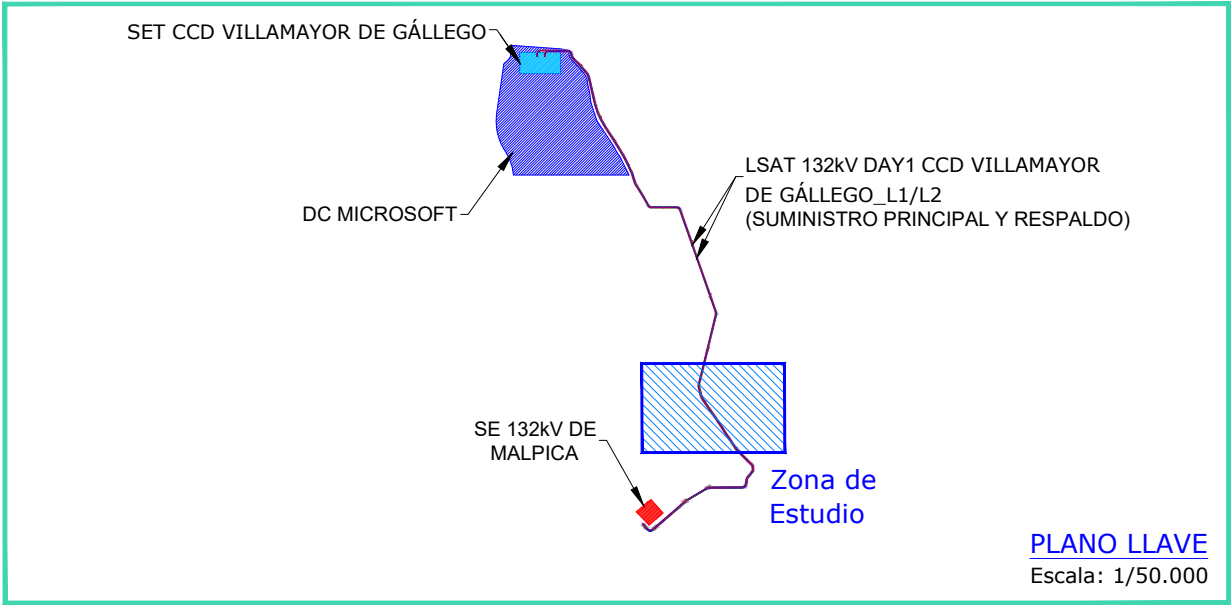 SET CCD VILLAMAYOR DE GÁLLEGO
DC MICROSOFT
LSAT 132kV DAY1 CCD VILLAMAYOR
DE GÁLLEGO_L1/L2
(SUMINISTRO PRINCIPAL Y RESPALDO)
SE 132kV DE
MALPICA
Zona de
Estudio
PLANO LLAVE
Escala: 1/50.000